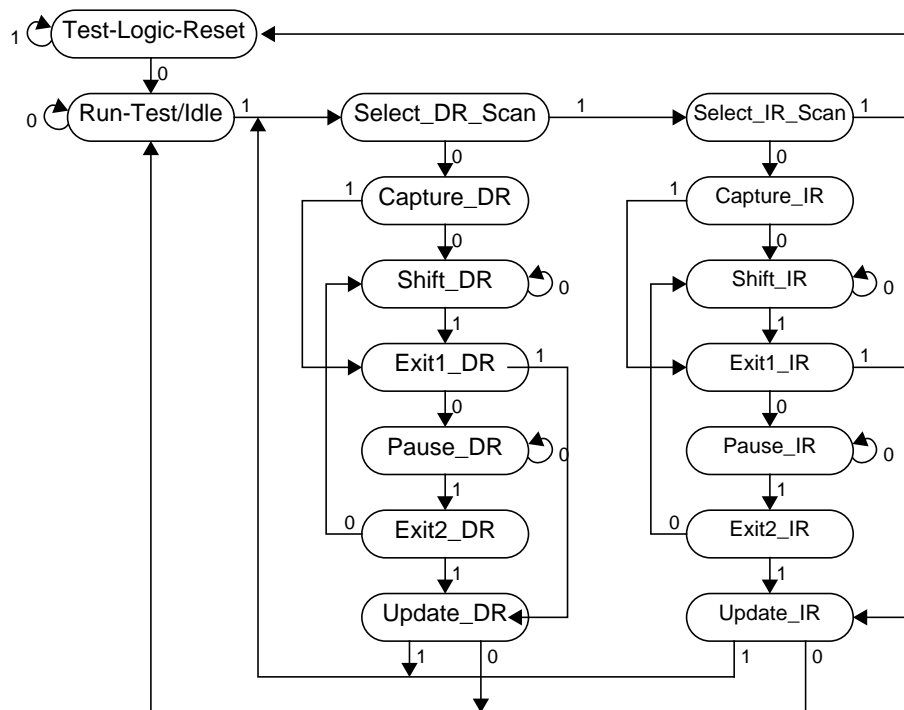 Test-Logic-Reset
1
0
Run-Test/Idle
0
1
Select_DR_Scan
1
Select_IR_Scan
1
0
0
1
Capture_DR
1
Capture_IR
0
0
Shift_DR
0
Shift_IR
0
1
1
Exit1_DR
1
Exit1_IR
1
0
0
Pause_DR
0
Pause_IR
0
1
1
0
Exit2_DR
0
Exit2_IR
1
1
Update_DR
Update_IR
1
0
1
0